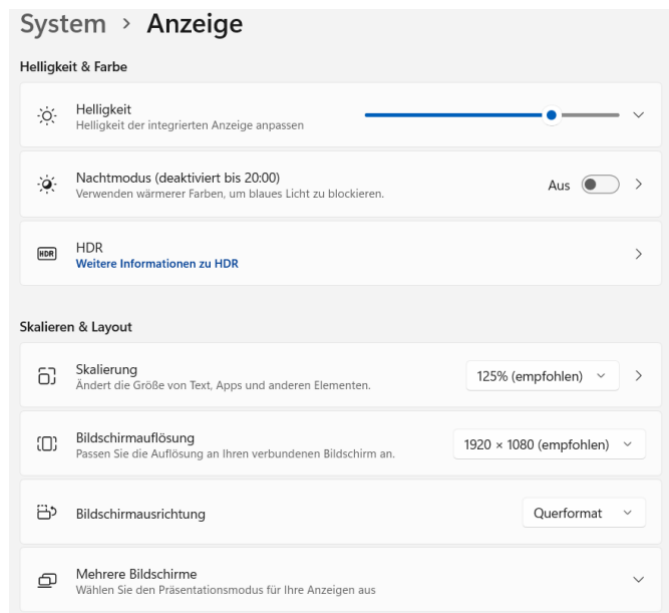 System > Anzeige
Helligkeit & Farbe
Helligkeit
Helligkeit der integrierten Anzeige anpassen
Nachtmodus (deaktiviert bis 20:00)
Verwenden wärmerer Farben, um blaues Licht zu blockieren.
Aus
HDR
HDR
Weitere Informationen zu HDR
Skalieren & Layout
Skalierung
Ändert die Größe von Text, Apps und anderen Elementen.
125% (empfohlen)
Bildschirmauflösung
Passen Sie die Auflösung an Ihren verbundenen Bildschirm an.
1920 × 1080 (empfohlen)
Bildschirmausrichtung
Querformat
Mehrere Bildschirme
Wählen Sie den Präsentationsmodus für Ihre Anzeigen aus